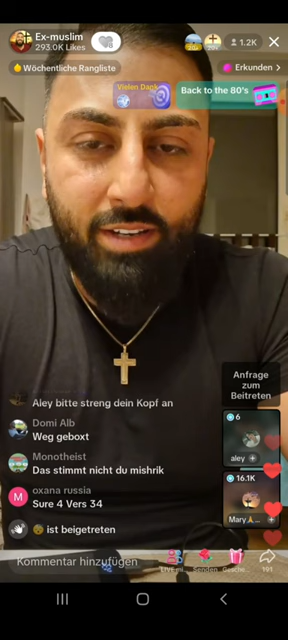 Ex-muslim
293.0K Likes
1.2K
Wöchentliche Rangliste
Erkunden >
Vielen Dank
Back to the 80's
Anfrage zum Beitreten
Aley bitte streng dein Kopf an
Domi Alb
Weg geboxt
Monotheist
Das stimmt nicht du mishrik
oxana russia
Sure 4 Vers 34
ist beigetreten
6
aley +
16.1K
Mary
Kommentar hinzufügen
Senden
191